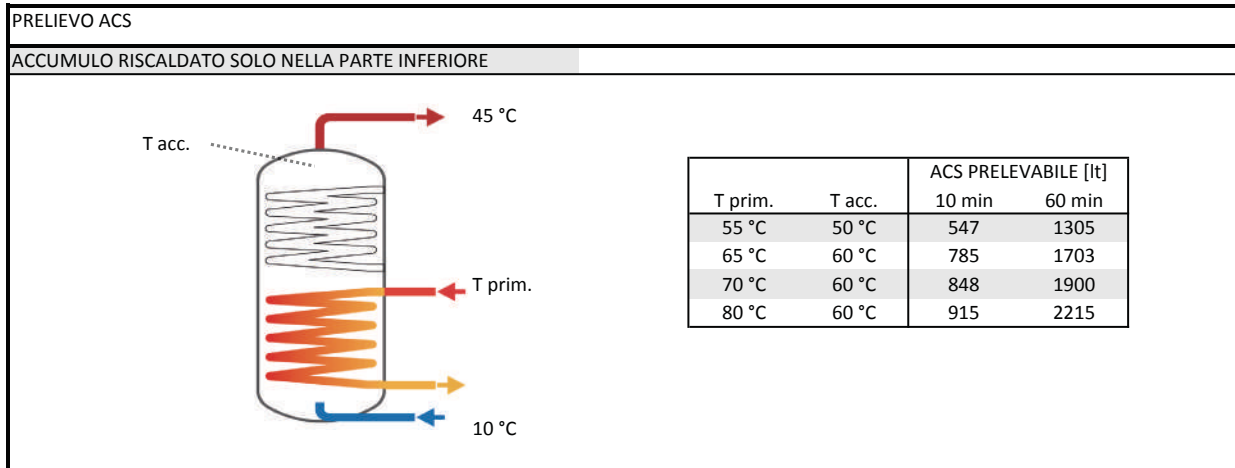 PRELIEVO ACS
ACCUMULO RISCALDATO SOLO NELLA PARTE INFERIORE
45 °C
T acc.
T prim.
10 °C
ACS PRELEVABILE [lt]
T prim. T acc. 10 min 60 min
55 °C 50 °C 547 1305
65 °C 60 °C 785 1703
70 °C 60 °C 848 1900
80 °C 60 °C 915 2215